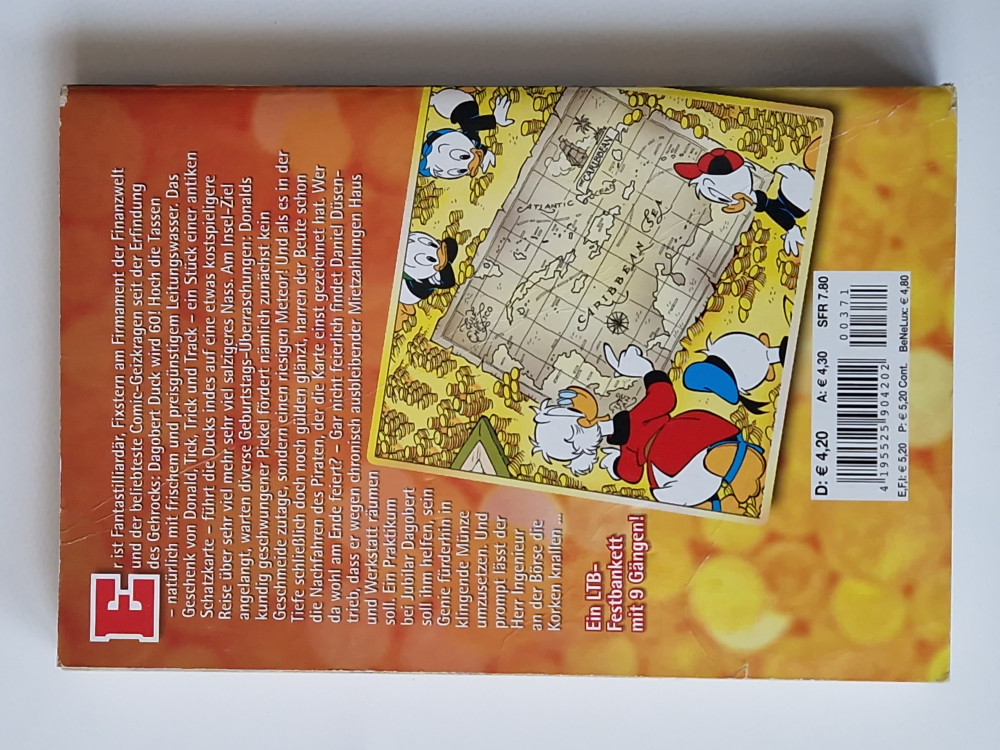 Er ist Fantastilliardär, Fixstern am Firmament der Finanzwelt
und der beliebteste Comic-Geizkragen seit der Erfindung
des Gehrocks: Dagobert Duck wird 60! Hoch die Tassen
– natürlich mit frischem und preisgünstigem Leitungswasser. Das
Geschenk von Donald, Tick, Trick und Track – ein Stück einer antiken
Schatzkarte – führt die Ducks indes auf eine etwas kostspieligere
Reise über sehr viel mehr sehr viel salzigeres Nass. Am Insel-Ziel
angelangt, warten diverse Geburtstags-Überraschungen: Donalds
kundig geschwungener Pickel fördert nämlich zunächst kein
Geschmeide zutage, sondern einen riesigen Meteor! Und als es in der
Tiefe schließlich doch noch gülden glänzt, harren der Beute schon
die Nachfahren des Piraten, der die Karte einst gezeichnet hat. Wer
da wohl am Ende feiert? – Gar nicht feierlich findet Daniel Düsen-
trieb, dass er wegen chronisch ausbleibender Mietzahlungen Haus
und Werkstatt räumen
soll. Ein Praktikum
bei Jubilar Dagobert
soll ihm helfen, sein
Genie fürderhin in
klingende Münze
umzusetzen. Und
prompt lässt der
Herr Ingenieur
an der Börse die
Korken knallen ...
Ein LTB-
Festbankett
mit 9 Gängen!
CARIBBEAN
ATLANTIC
CARIBBEAN SEA
D: € 4,20 A: € 4,30 SFR 7.80
00371
4 195525 904202
E,F,I: € 5,20 P: € 5,20 Cont. BeNeLux: € 4,80